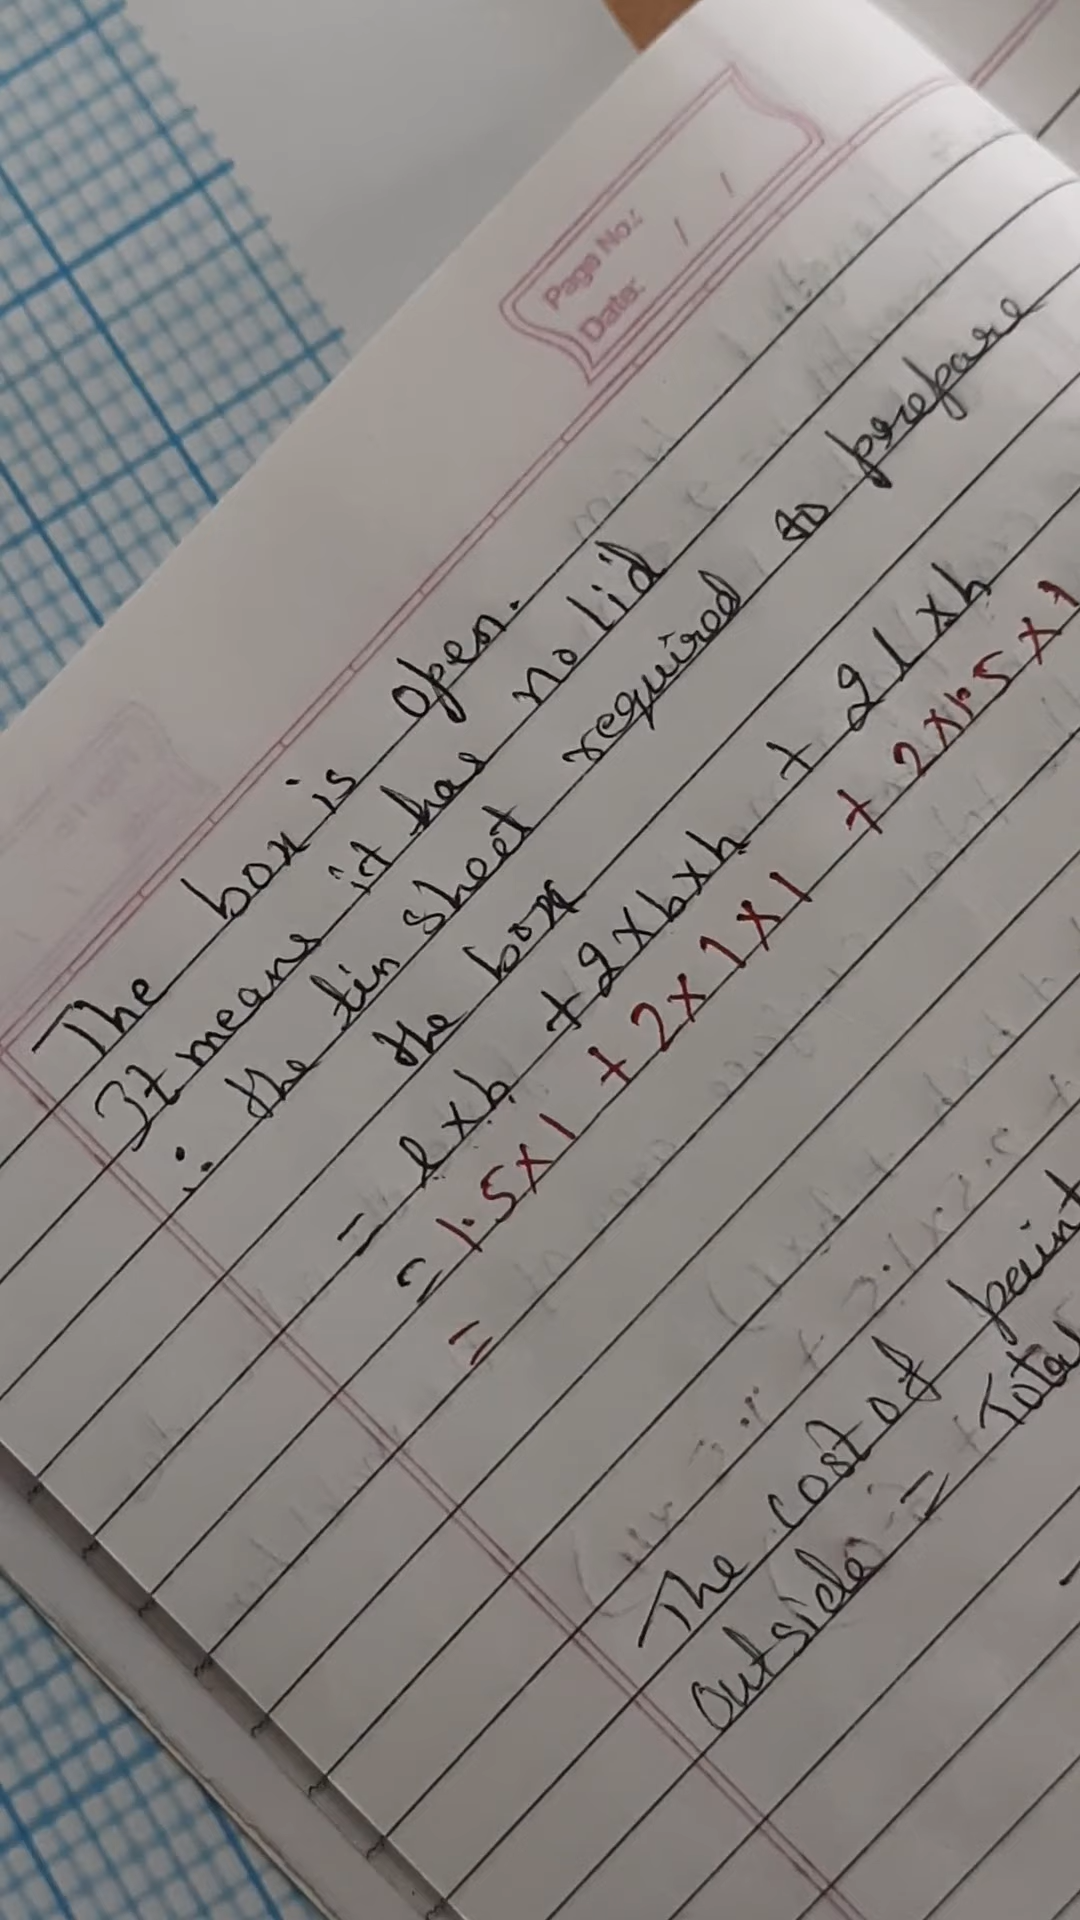 Page No.:
Date: / /
The box is open.
It means it has no lid
∴ the tin sheet required to prepare
the box
= l×b + 2×b×h + 2l×h
= 1.5×1 + 2×1×1 + 2×1.5×1
=
The cost of paint
outside = Total